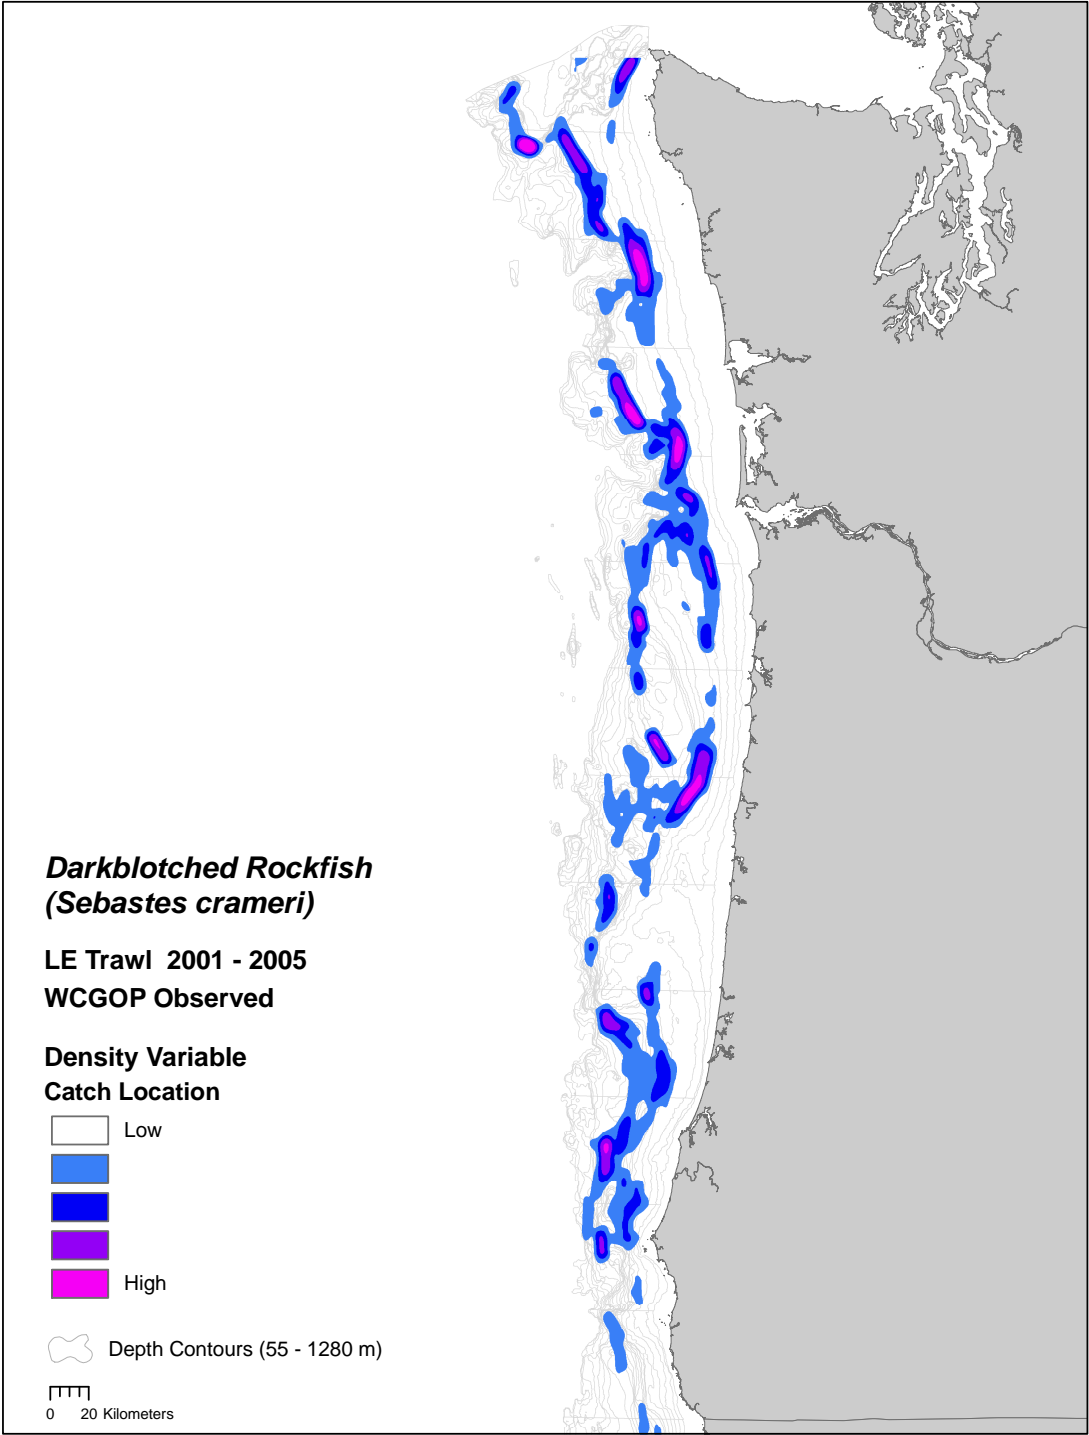 Darkblotched Rockfish
(Sebastes crameri)
LE Trawl 2001 - 2005
WCGOP Observed
Density Variable
Catch Location
Low
High
Depth Contours (55 - 1280 m)
0 20 Kilometers